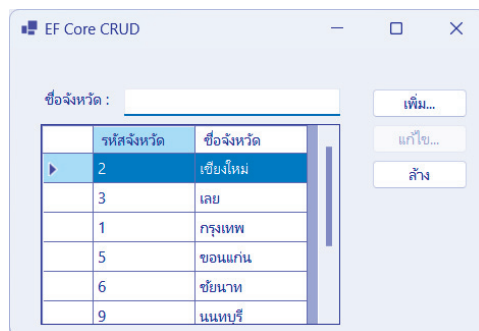 EF Core CRUD
ชื่อจังหวัด :
เพิ่ม...
แก้ไข...
ล้าง
รหัสจังหวัด ชื่อจังหวัด
2 เชียงใหม่
3 เลย
1 กรุงเทพ
5 ขอนแก่น
6 ชัยนาท
9 นนทบุรี